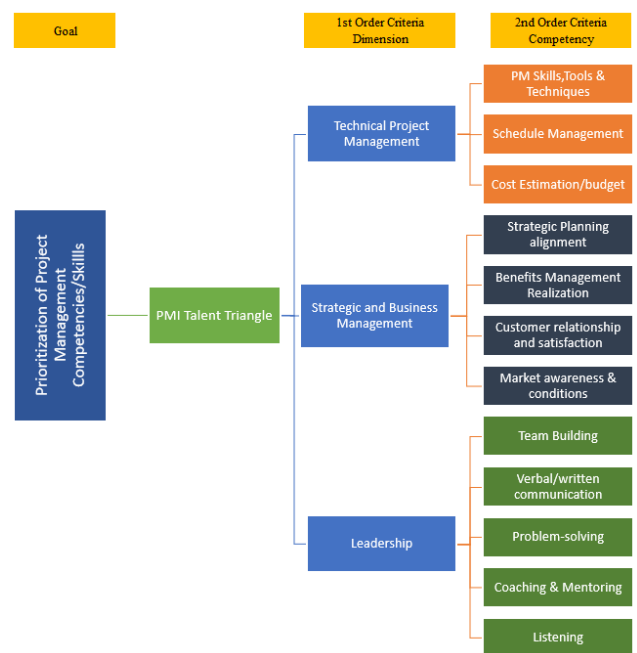 Goal
1st Order Criteria
Dimension
2nd Order Criteria
Competency
Prioritization of Project
Management
Competencies/Skillls
PMI Talent Triangle
Technical Project
Management
PM Skills,Tools &
Techniques
Schedule Management
Cost Estimation/budget
Strategic and Business
Management
Strategic Planning
alignment
Benefits Management
Realization
Customer relationship
and satisfaction
Market awareness &
conditions
Leadership
Team Building
Verbal/written
communication
Problem-solving
Coaching & Mentoring
Listening